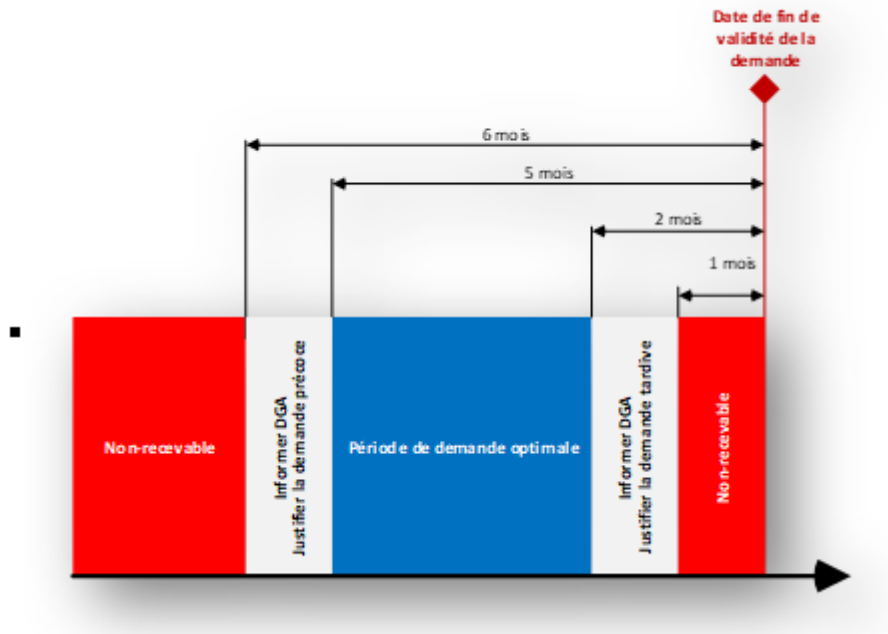 Date de fin de
validité de la
demande
6 mois
5 mois
2 mois
1 mois
Non-recevable
Informer DGA
Justifier la demande précoce
Période de demande optimale
Informer DGA
Justifier la demande tardive
Non-recevable